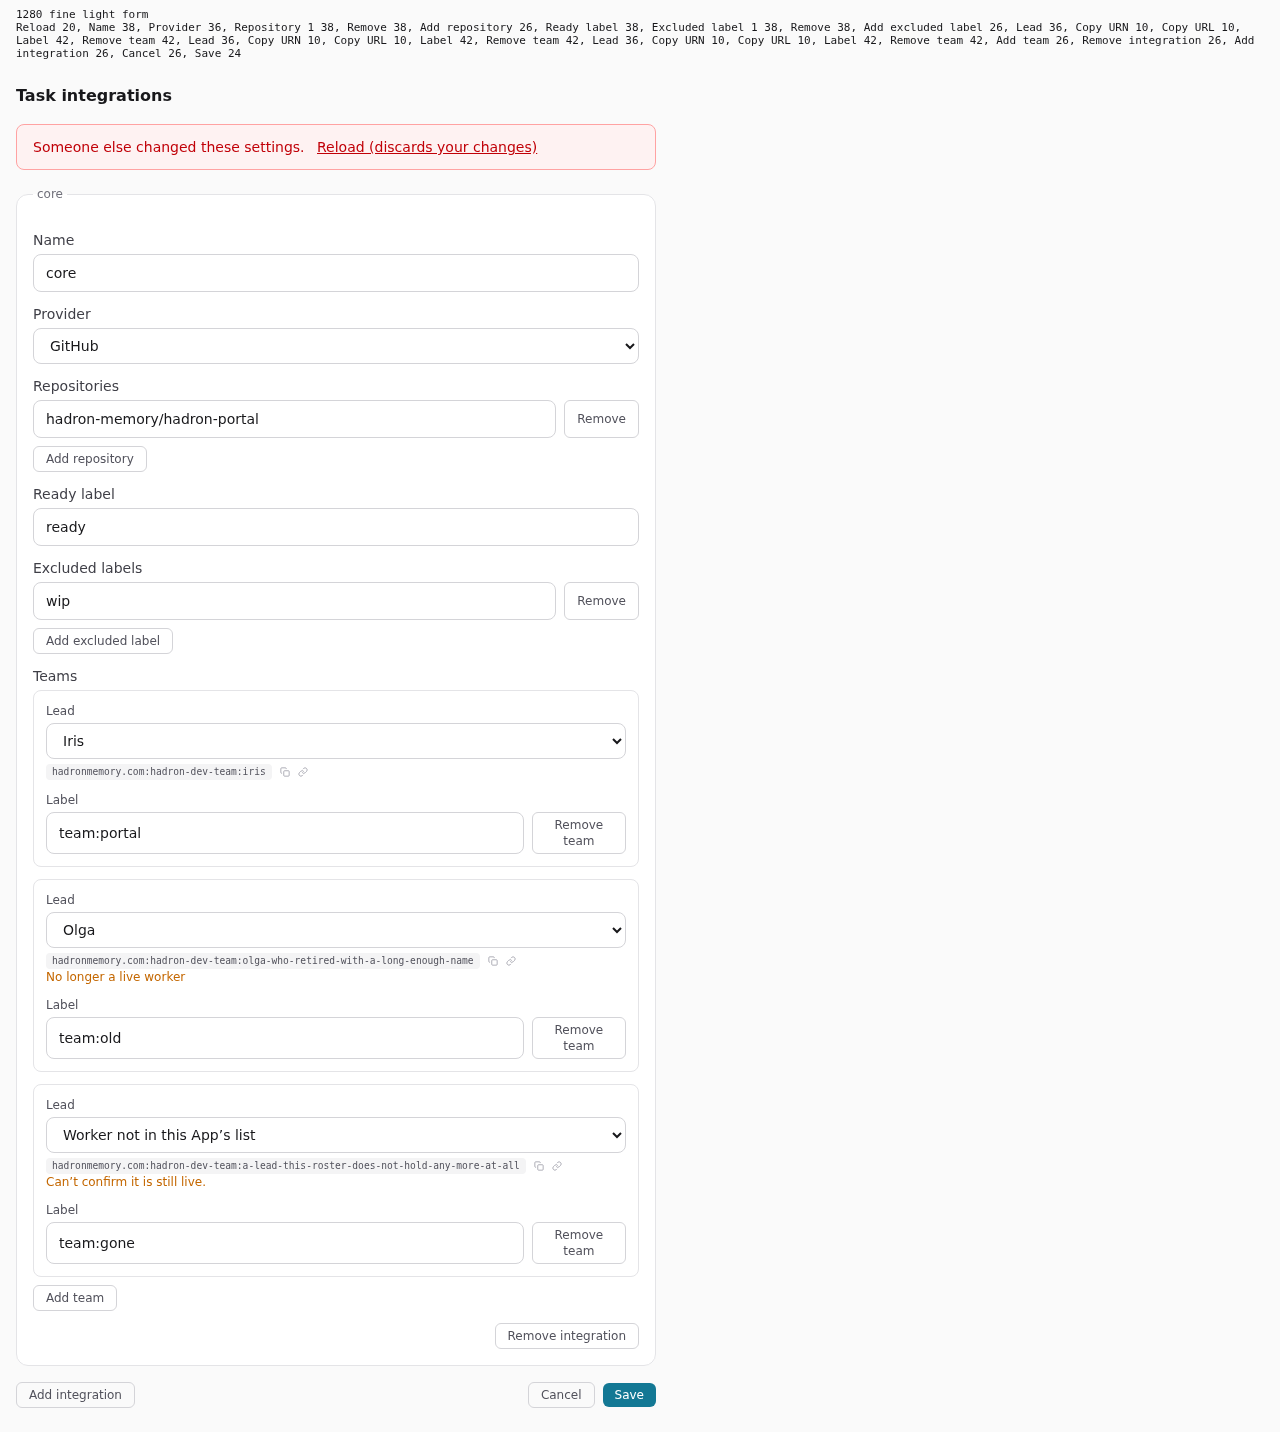 1280 fine light form
Reload 20, Name 38, Provider 36, Repository 1 38, Remove 38, Add repository 26, Ready label 38, Excluded label 1 38, Remove 38, Add excluded label 26, Lead 36, Copy URN 10, Copy URL 10,
Label 42, Remove team 42, Lead 36, Copy URN 10, Copy URL 10, Label 42, Remove team 42, Lead 36, Copy URN 10, Copy URL 10, Label 42, Remove team 42, Add team 26, Remove integration 26, Add
integration 26, Cancel 26, Save 24
Task integrations
Someone else changed these settings. Reload (discards your changes)
core
Name
core
Provider
GitHub
Repositories
hadron-memory/hadron-portal Remove
Add repository
Ready label
ready
Excluded labels
wip Remove
Add excluded label
Teams
Lead
Iris
hadronmemory.com:hadron-dev-team:iris
Label
team:portal Remove team
Lead
Olga
hadronmemory.com:hadron-dev-team:olga-who-retired-with-a-long-enough-name
No longer a live worker
Label
team:old Remove team
Lead
Worker not in this App’s list
hadronmemory.com:hadron-dev-team:a-lead-this-roster-does-not-hold-any-more-at-all
Can’t confirm it is still live.
Label
team:gone Remove team
Add team
Remove integration
Add integration Cancel Save